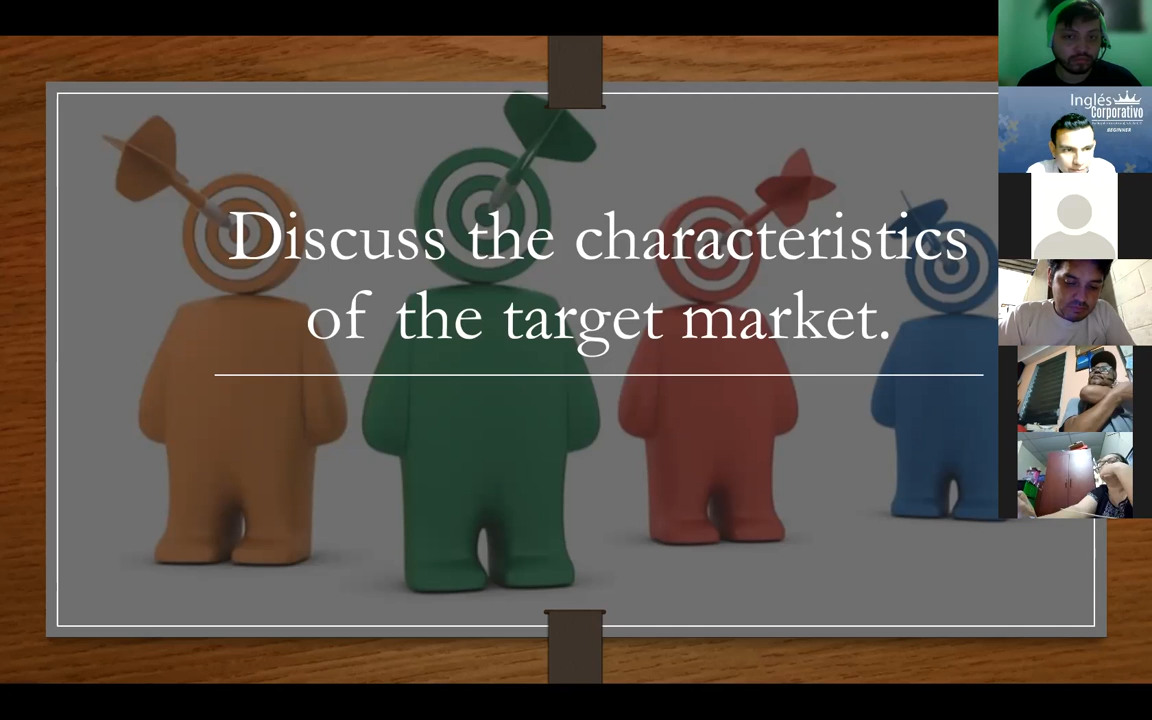 Discuss the characteristics
of the target market.
Inglés
Corporativo
BEGINNER